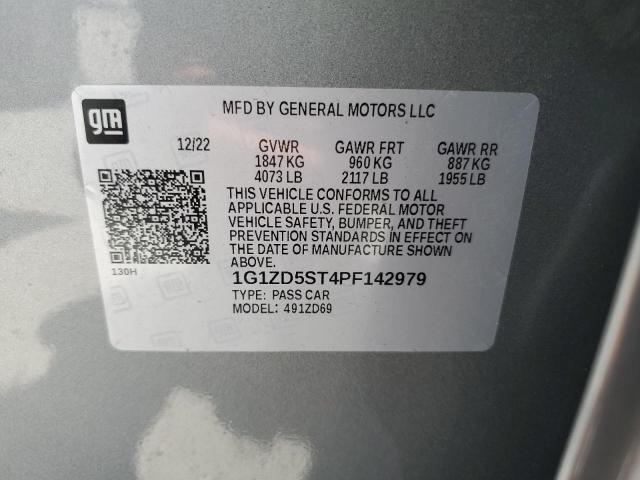 gm
MFD BY GENERAL MOTORS LLC
12/22 GVWR GAWR FRT GAWR RR
1847 KG 960 KG 887 KG
4073 LB 2117 LB 1955 LB
THIS VEHICLE CONFORMS TO ALL
APPLICABLE U.S. FEDERAL MOTOR
VEHICLE SAFETY, BUMPER, AND THEFT
PREVENTION STANDARDS IN EFFECT ON
THE DATE OF MANUFACTURE SHOWN
ABOVE.
130H
1G1ZD5ST4PF142979
TYPE: PASS CAR
MODEL: 491ZD69